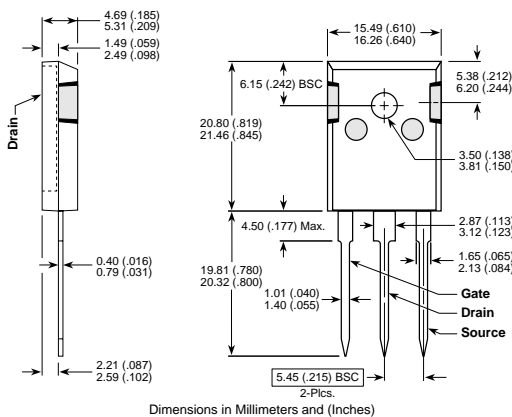 4.69 (.185)
5.31 (.209)
1.49 (.059)
2.49 (.098)
15.49 (.610)
16.26 (.640)
6.15 (.242) BSC
5.38 (.212)
6.20 (.244)
Drain
20.80 (.819)
21.46 (.845)
3.50 (.138)
3.81 (.150)
4.50 (.177) Max.
2.87 (.113)
3.12 (.123)
0.40 (.016)
0.79 (.031)
19.81 (.780)
20.32 (.800)
1.65 (.065)
2.13 (.084)
1.01 (.040)
1.40 (.055)
Gate
Drain
Source
2.21 (.087)
2.59 (.102)
5.45 (.215) BSC
2-Plcs.
Dimensions in Millimeters and (Inches)